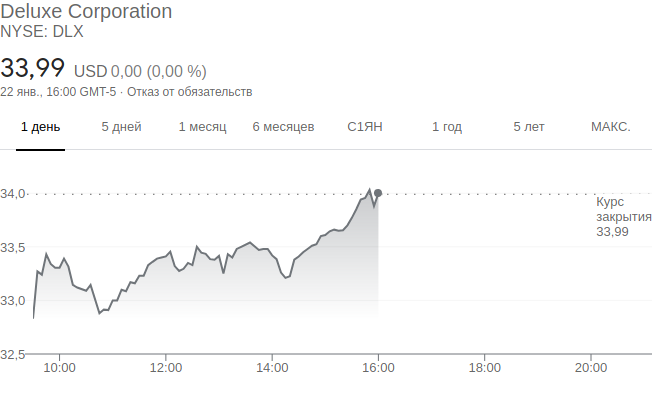 Deluxe Corporation
NYSE: DLX
33,99 USD 0,00 (0,00 %)
22 янв., 16:00 GMT-5 · Отказ от обязательств
1 день 5 дней 1 месяц 6 месяцев С1ЯН 1 год 5 лет МАКС.
34,0
Курс
закрытия
33,99
33,5
33,0
32,5
10:00 12:00 14:00 16:00 18:00 20:00